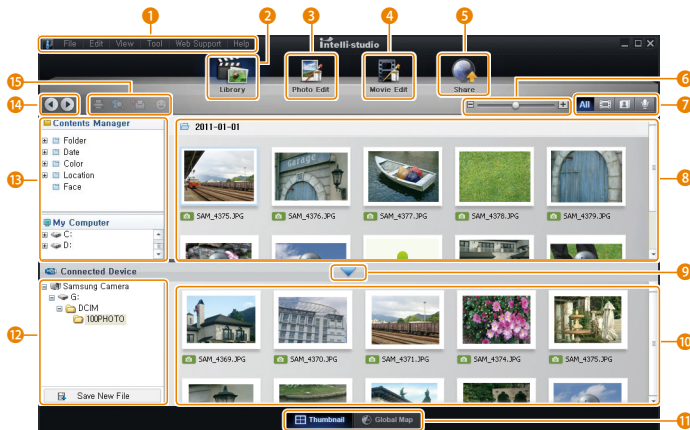 1 2 3 4 5
File Edit View Tool Web Support Help
intelli-studio
Library Photo Edit Movie Edit Share
15
6
14
All
7
Contents Manager
2011-01-01
Folder
Date
Color
Location
Face
13
8
SAM_4375.JPG SAM_4376.JPG SAM_4377.JPG SAM_4378.JPG SAM_4379.JPG
My Computer
C:
D:
Connected Device
9
Samsung Camera
G:
DCIM
100PHOTO
12
10
SAM_4369.JPG SAM_4370.JPG SAM_4371.JPG SAM_4374.JPG SAM_4375.JPG
Save New File
Thumbnail Global Map
11